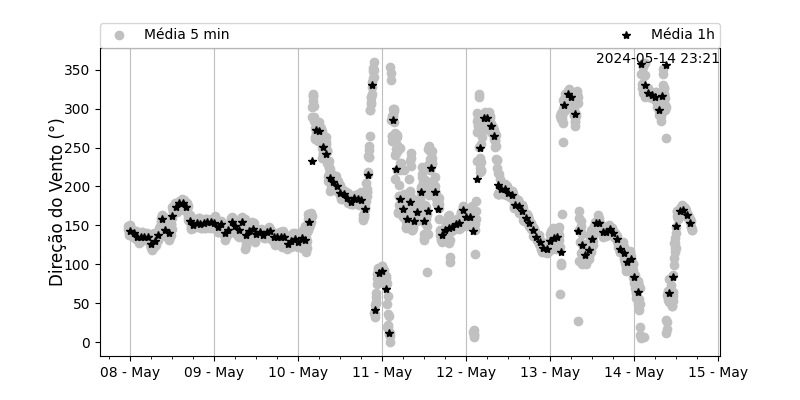 Média 5 min
Média 1h
2024-05-14 23:21
Direção do Vento (°)
350
300
250
200
150
100
50
0
08 - May
09 - May
10 - May
11 - May
12 - May
13 - May
14 - May
15 - May